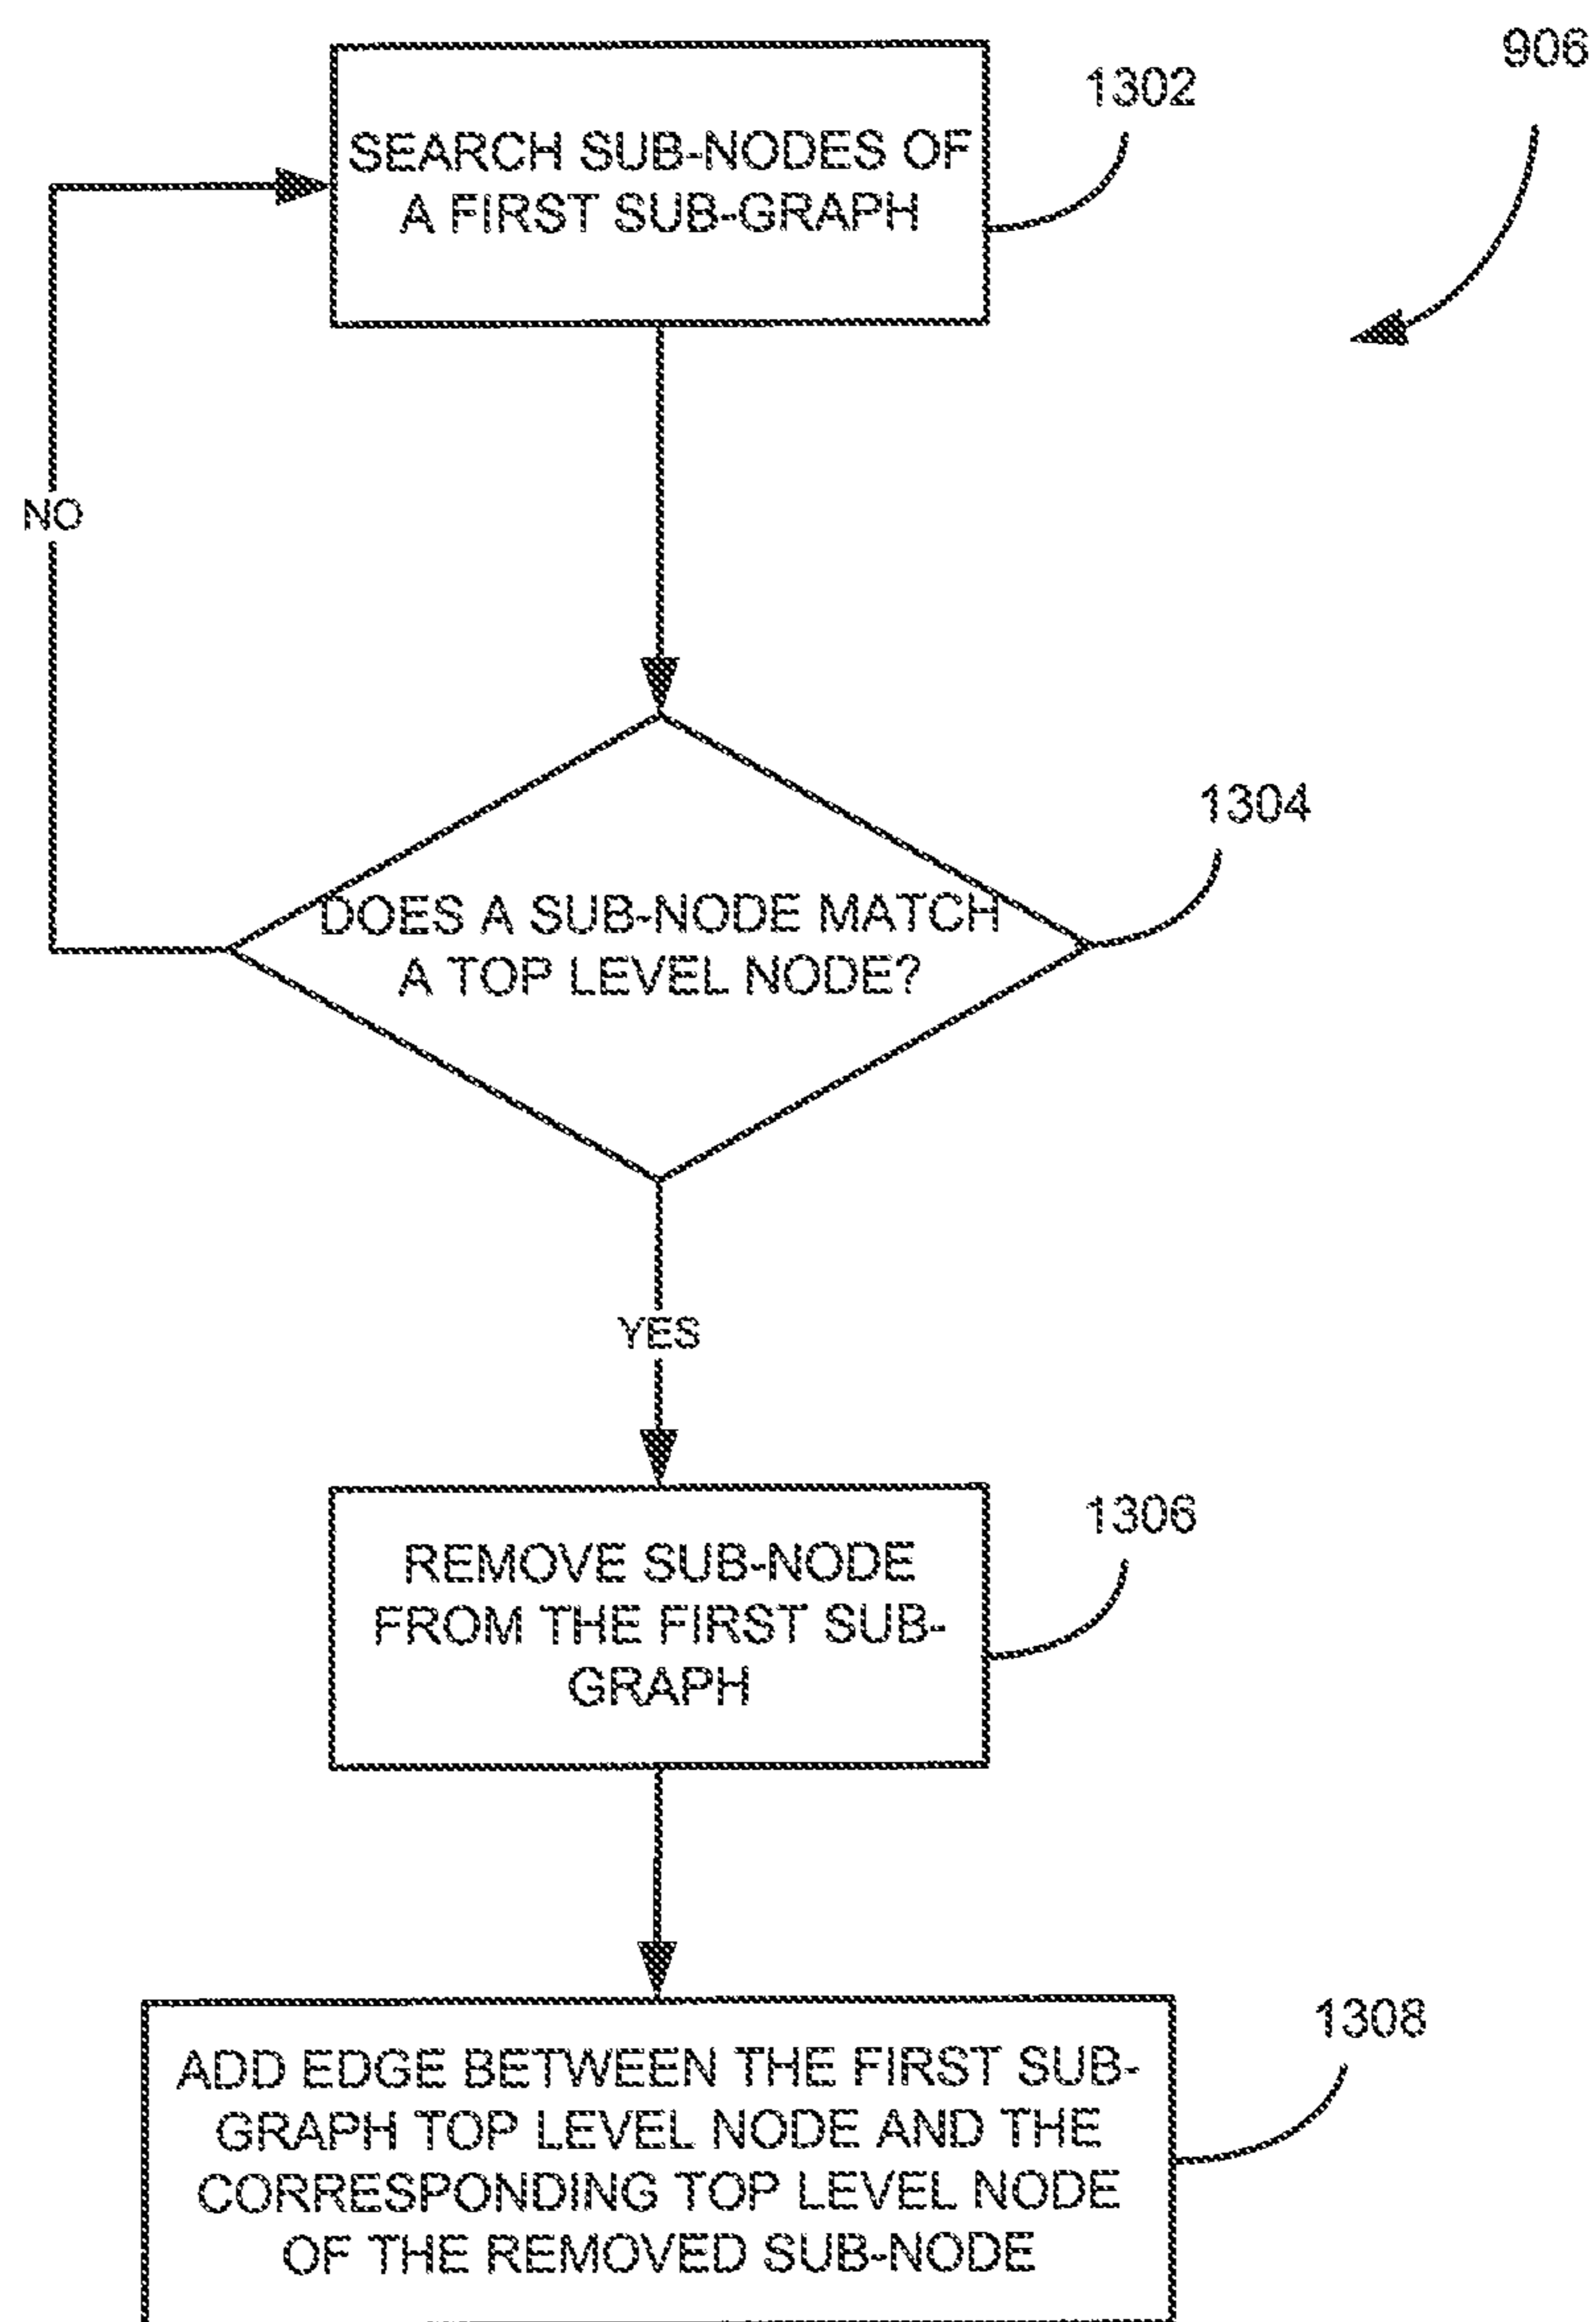 906
1302
SEARCH SUB-NODES OF
A FIRST SUB-GRAPH
NO
1304
DOES A SUB-NODE MATCH
A TOP LEVEL NODE?
YES
1306
REMOVE SUB-NODE
FROM THE FIRST SUB-
GRAPH
1308
ADD EDGE BETWEEN THE FIRST SUB-
GRAPH TOP LEVEL NODE AND THE
CORRESPONDING TOP LEVEL NODE
OF THE REMOVED SUB-NODE